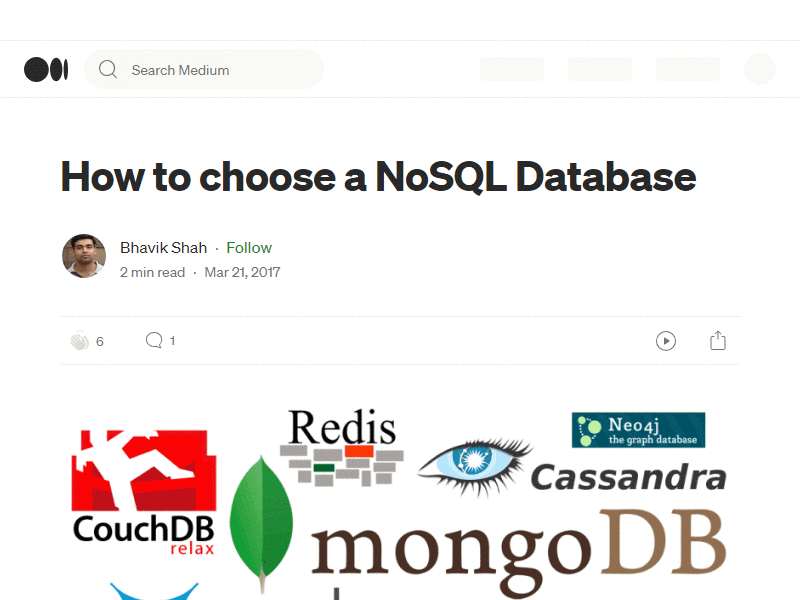 Search Medium
How to choose a NoSQL Database
Bhavik Shah · Follow
2 min read · Mar 21, 2017
6
1
Redis
Neo4j
the graph database
Cassandra
CouchDB
relax
mongoDB